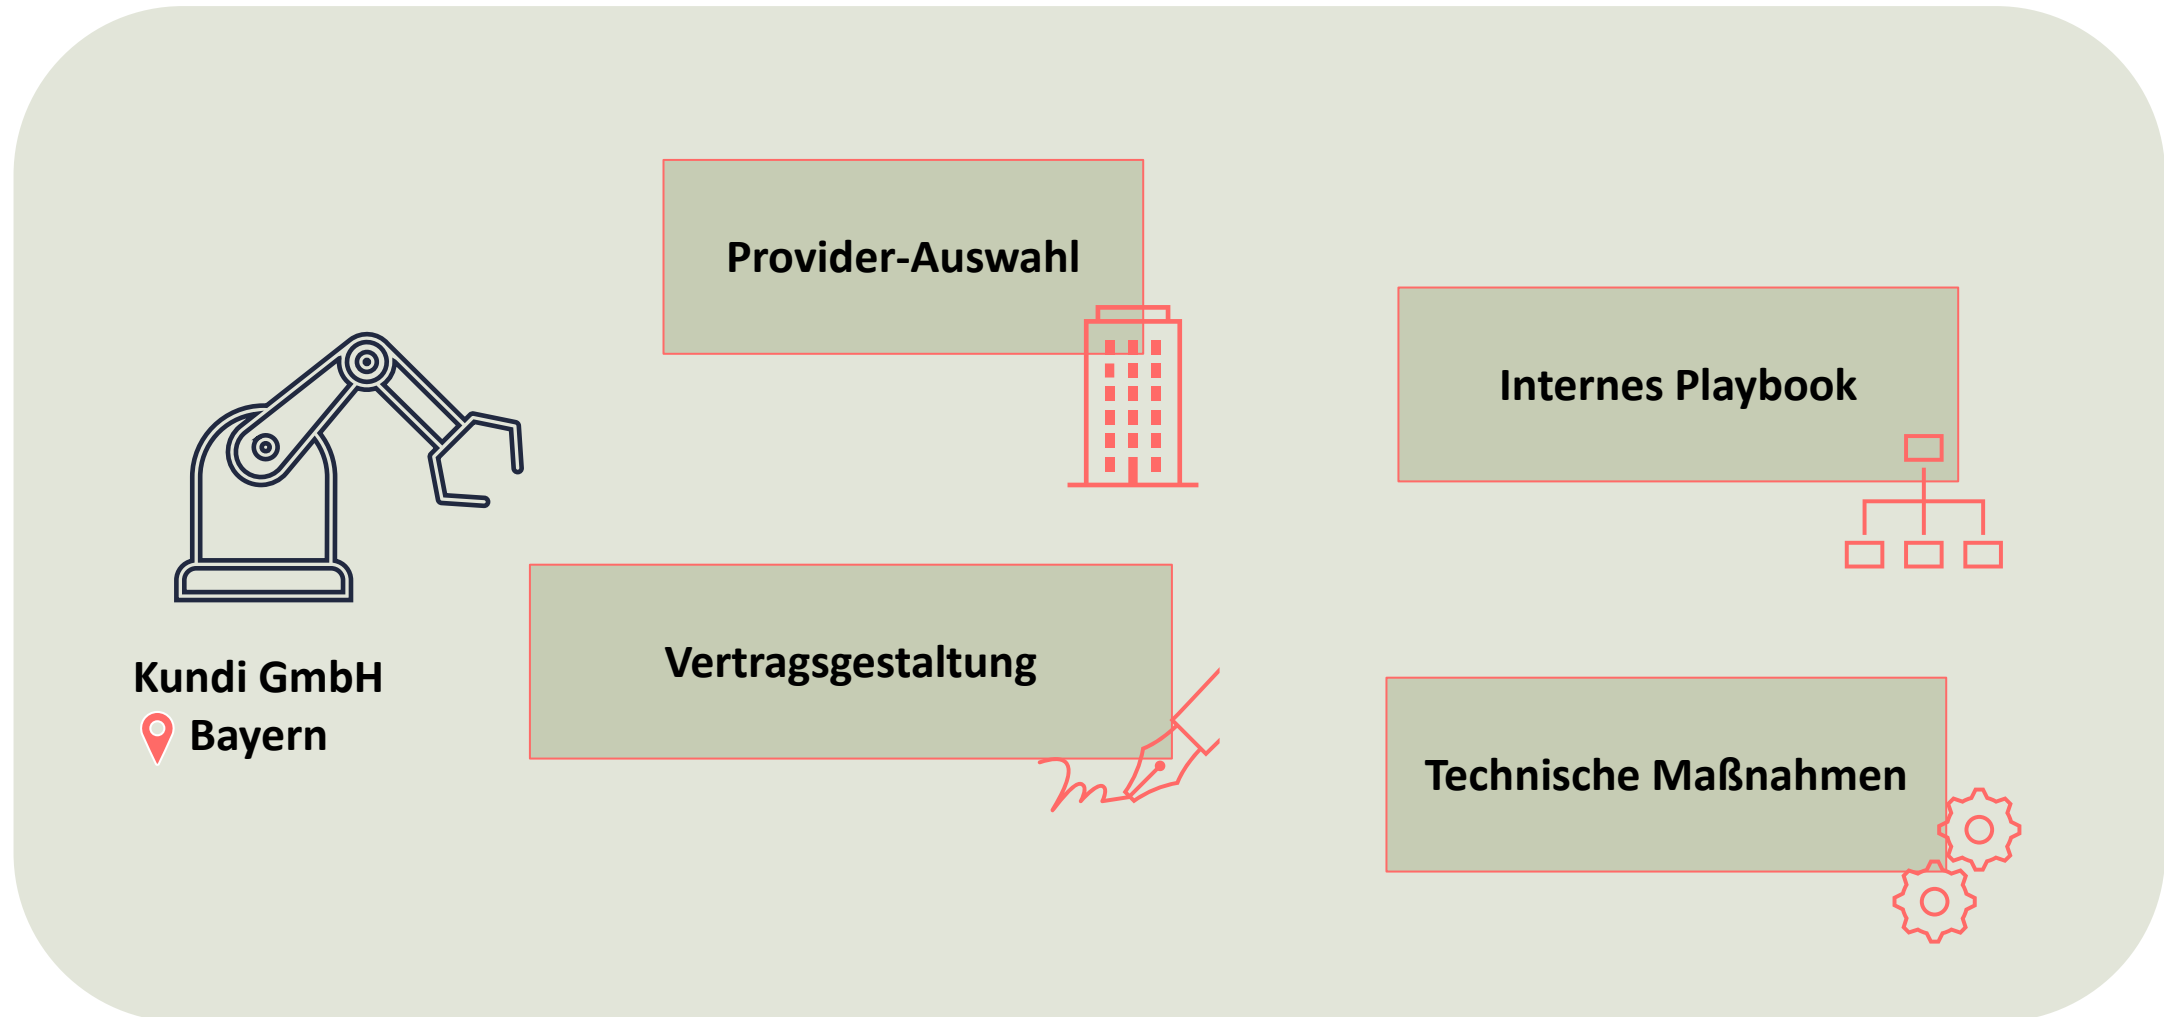 Provider-Auswahl
Internes Playbook
Vertragsgestaltung
Kundi GmbH
Bayern
Technische Maßnahmen